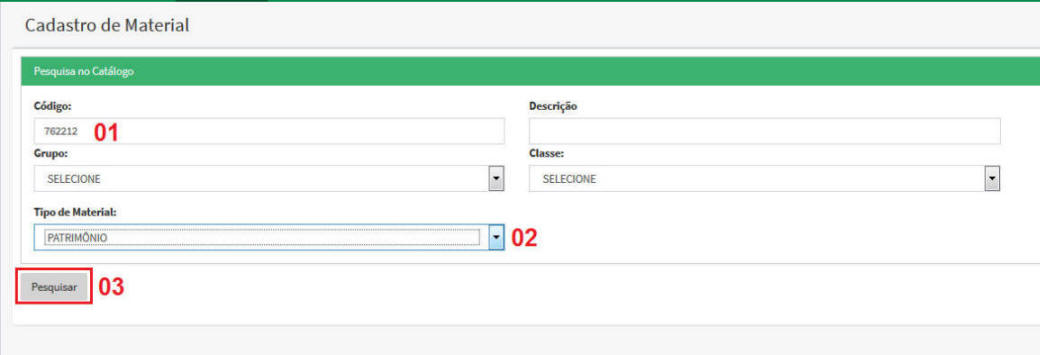 Cadastro de Material
Pesquisa no Catálogo
Código: Descrição
762212 01
Grupo: Classe:
SELECIONE SELECIONE
Tipo de Material:
PATRIMÔNIO 02
Pesquisar 03